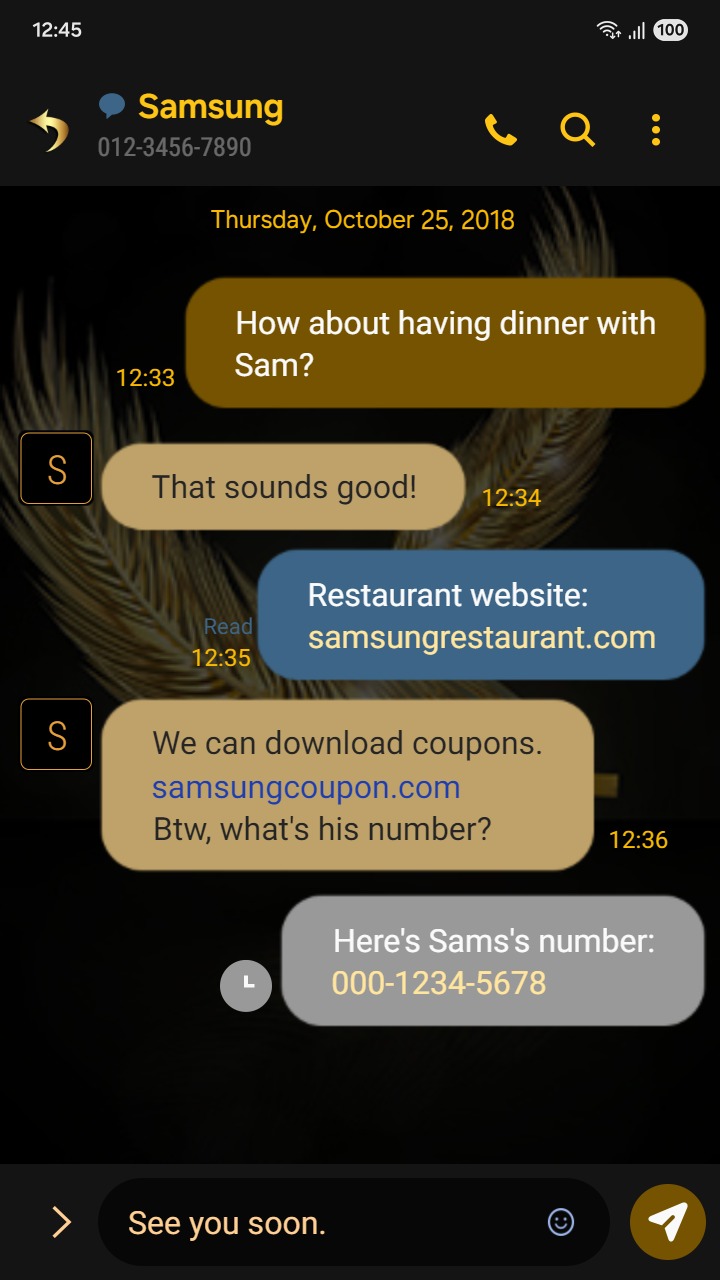 12:45
100
Samsung
012-3456-7890
Thursday, October 25, 2018
How about having dinner with
Sam?
12:33
S
That sounds good!
12:34
Restaurant website:
samsungrestaurant.com
Read
12:35
S
We can download coupons.
samsungcoupon.com
Btw, what's his number?
12:36
Here's Sams's number:
000-1234-5678
See you soon.